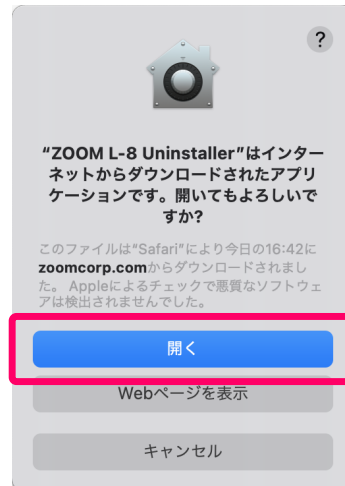 ?
“ZOOM L-8 Uninstaller”はインター
ネットからダウンロードされたアプリ
ケーションです。開いてもよろしいで
すか?
このファイルは“Safari”により今日の16:42に
zoomcorp.comからダウンロードされまし
た。 Appleによるチェックで悪質なソフトウェ
アは検出されませんでした。
開く
Webページを表示
キャンセル